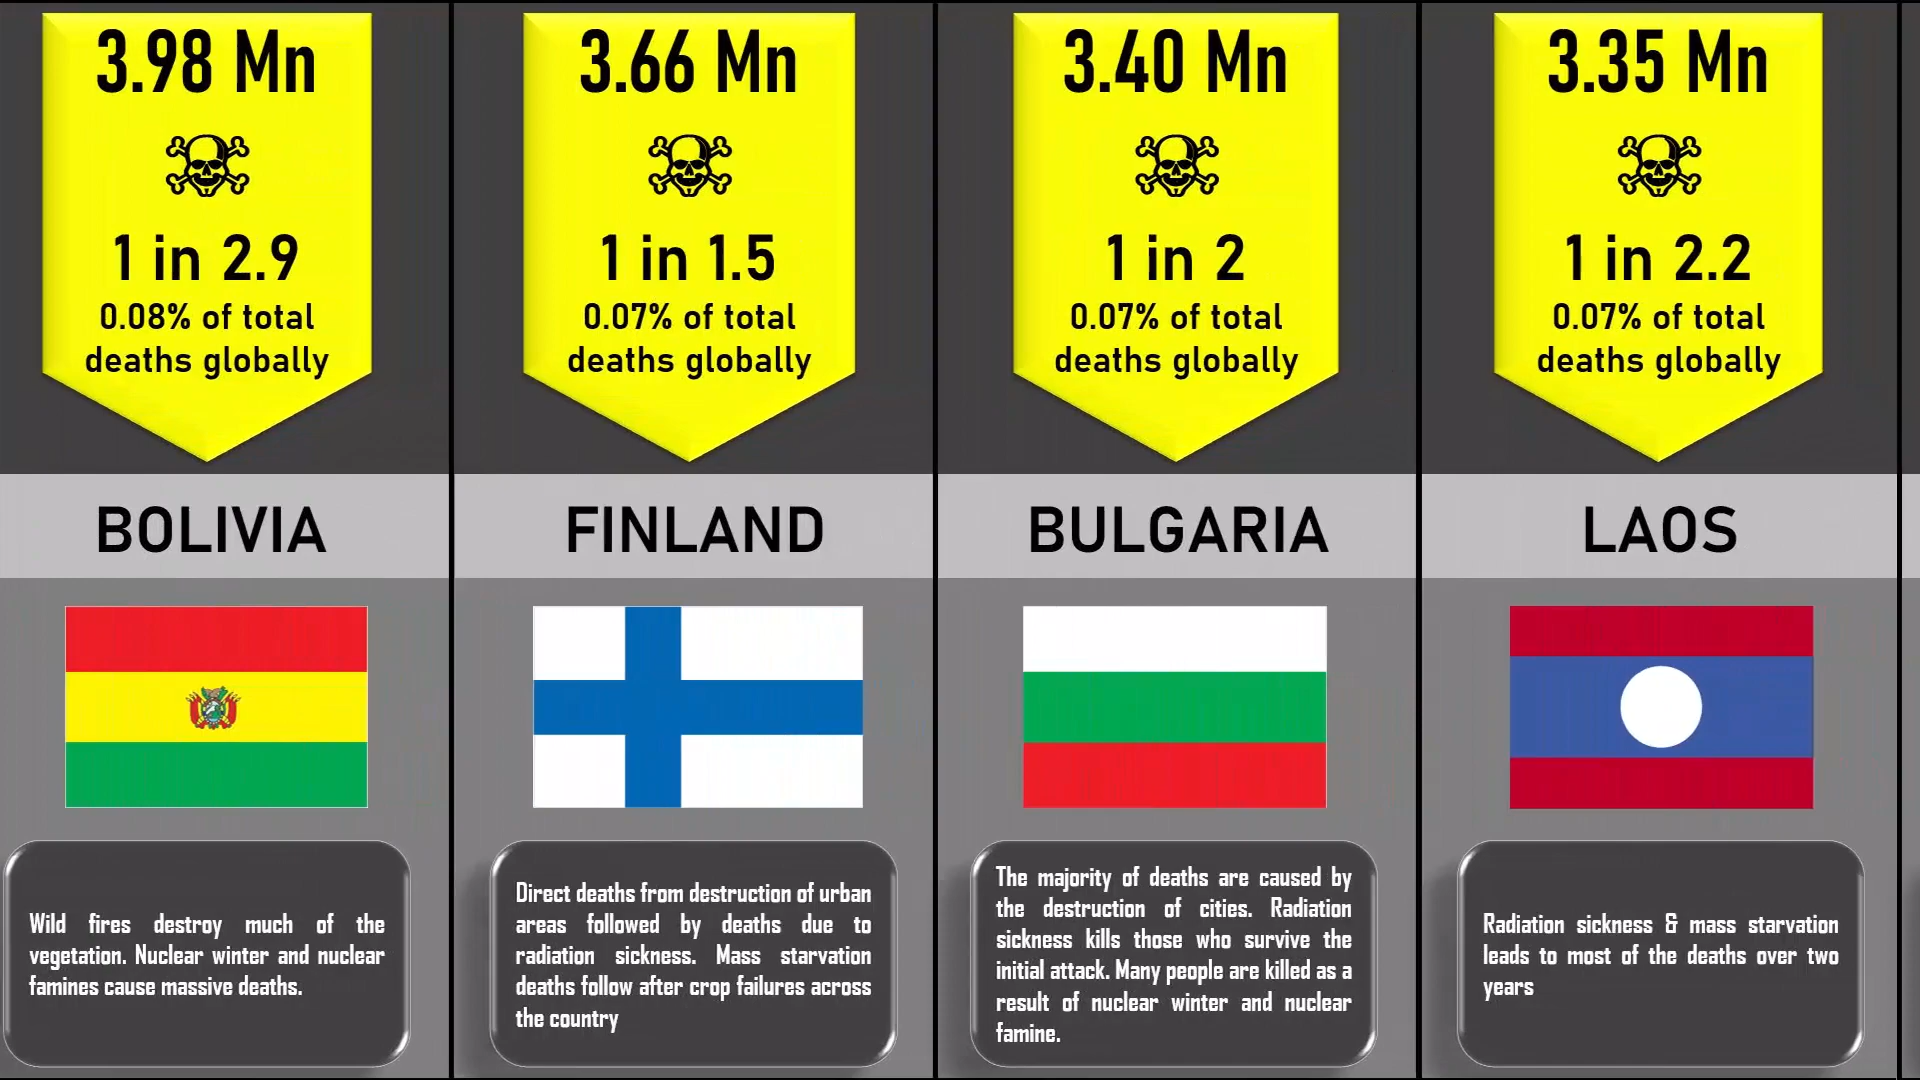 3.98 Mn
1 in 2.9
0.08% of total
deaths globally
BOLIVIA
Wild fires destroy much of the
vegetation. Nuclear winter and nuclear
famines cause massive deaths.
3.66 Mn
1 in 1.5
0.07% of total
deaths globally
FINLAND
Direct deaths from destruction of urban
areas followed by deaths due to
radiation sickness. Mass starvation
deaths follow after crop failures across
the country
3.40 Mn
1 in 2
0.07% of total
deaths globally
BULGARIA
The majority of deaths are caused by
the destruction of cities. Radiation
sickness kills those who survive the
initial attack. Many people are killed as a
result of nuclear winter and nuclear
famine.
3.35 Mn
1 in 2.2
0.07% of total
deaths globally
LAOS
Radiation sickness & mass starvation
leads to most of the deaths over two
years